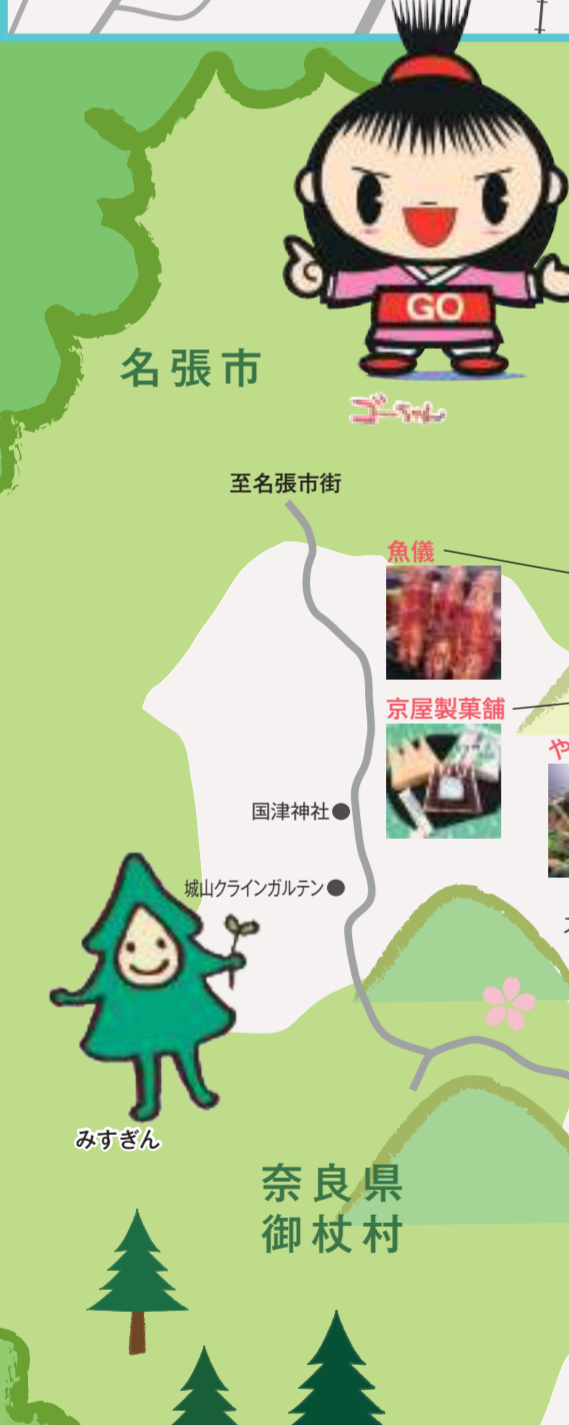 GO
名張市
ゴーちゃん
至名張市街
魚儀
京屋製菓舗
や
国津神社
城山クラインガルテン
みすぎん
奈良県
御杖村